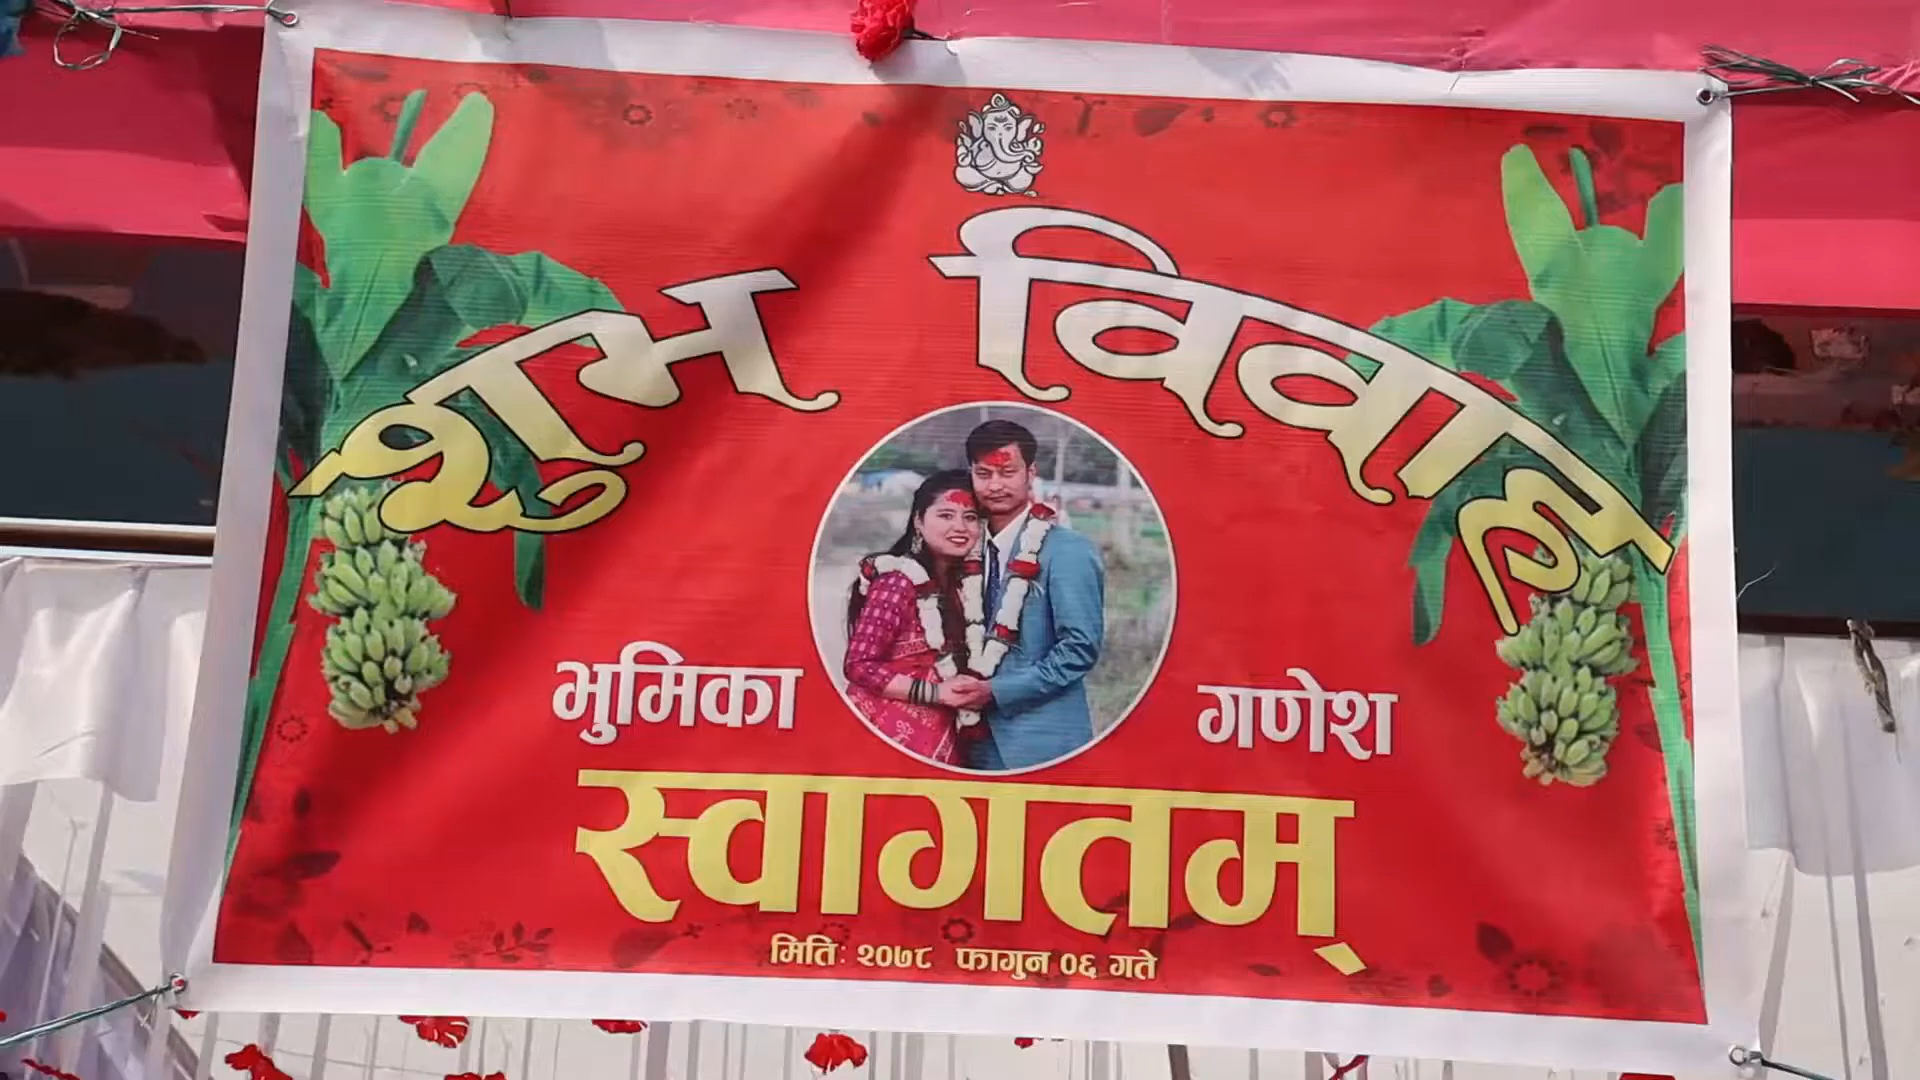 शुभ विवाह
भुमिका गणेश
स्वागतम्
मिति: २०७८ फागुन ०६ गते